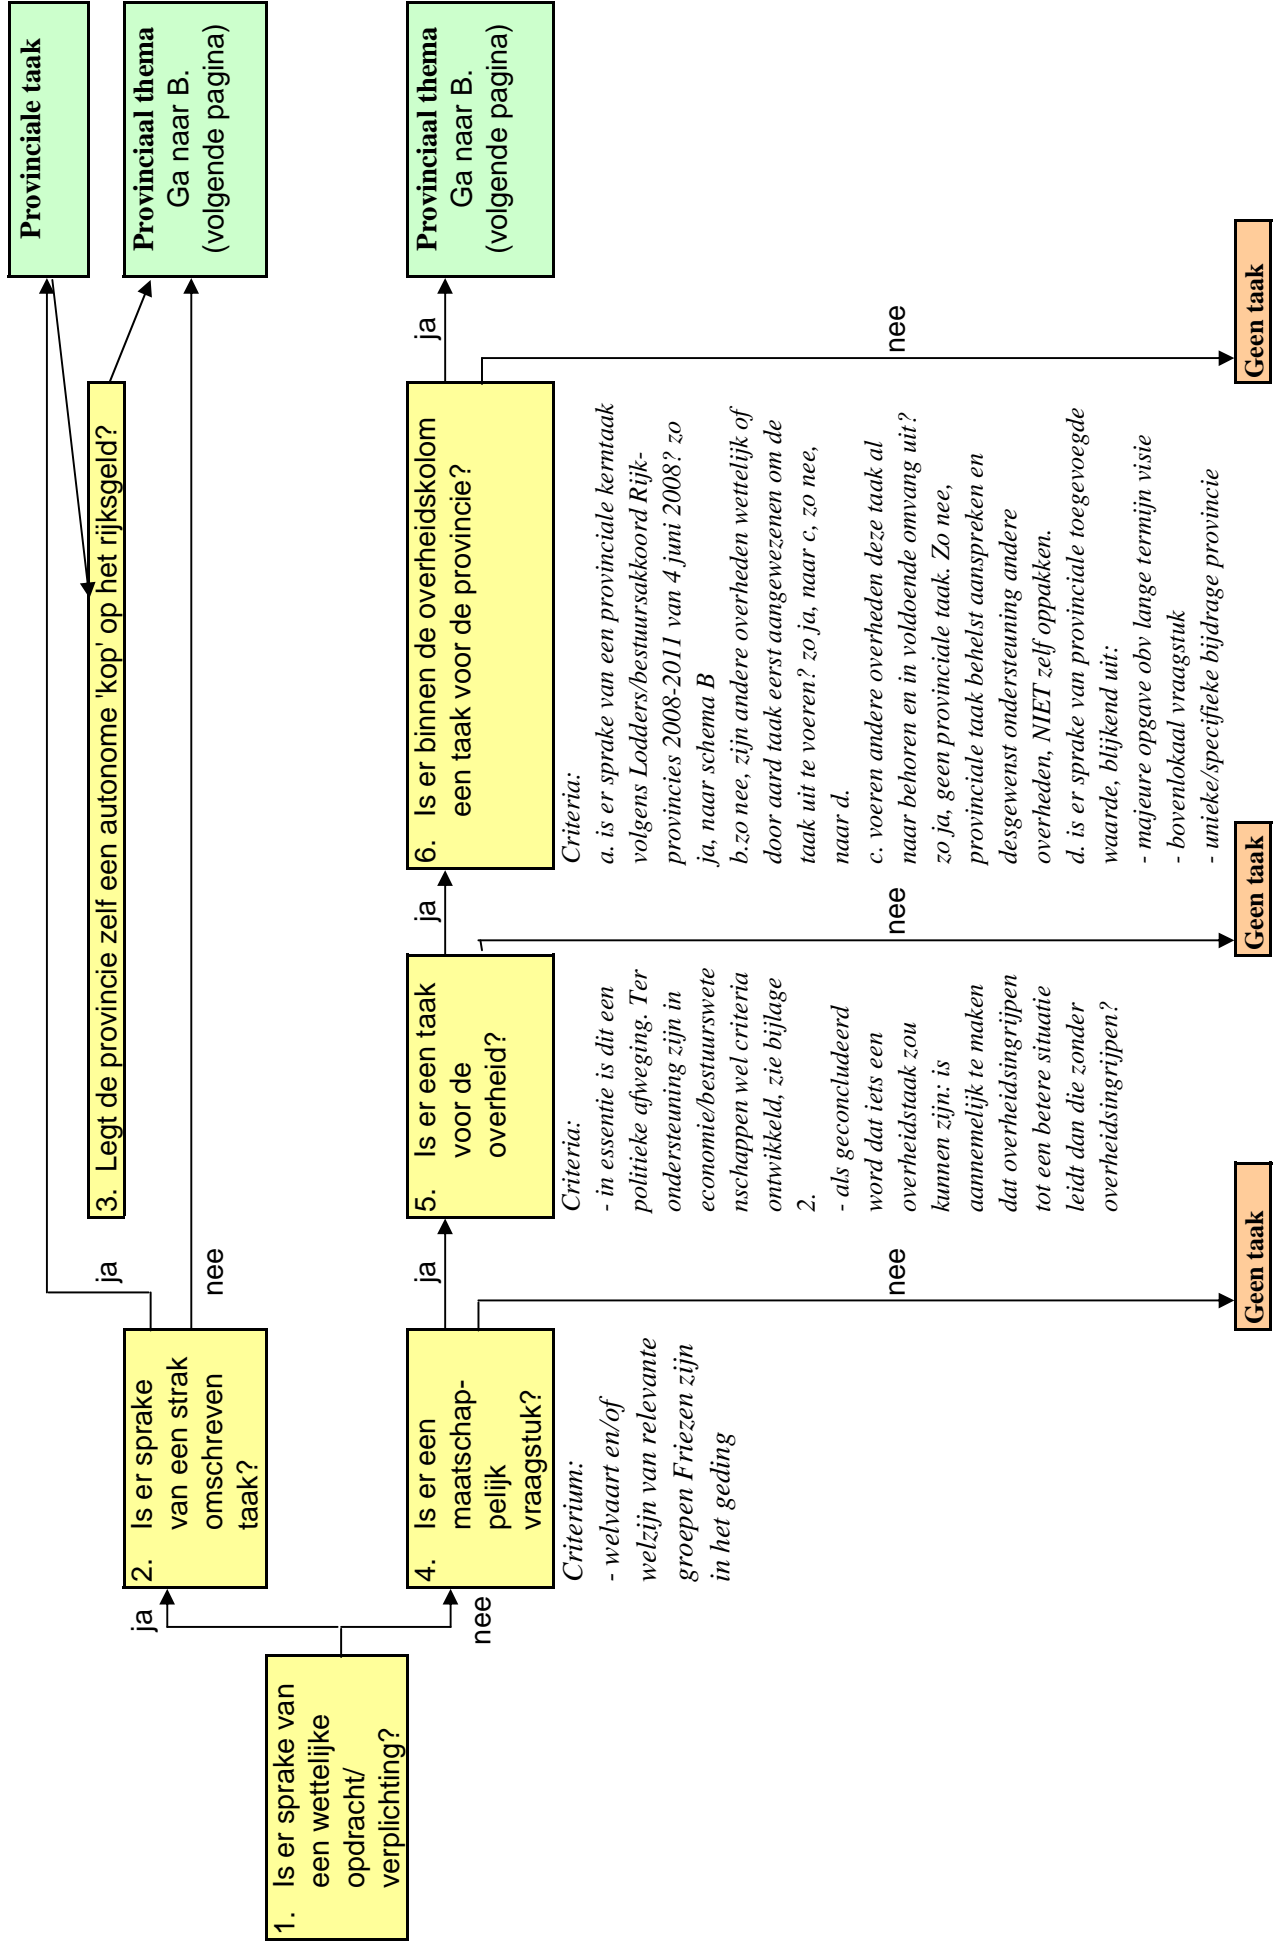 1. Is er sprake van
een wettelijke
opdracht/
verplichting?
ja
nee
2. Is er sprake
van een strak
omschreven
taak?
ja
nee
3. Legt de provincie zelf een autonome 'kop' op het rijksgeld?
Provinciale taak
Provinciaal thema
Ga naar B.
(volgende pagina)
4. Is er een
maatschap-
pelijk
vraagstuk?
Criterium:
- welvaart en/of
welzijn van relevante
groepen Friezen zijn
in het geding
ja
nee
Geen taak
5. Is er een taak
voor de
overheid?
Criteria:
- in essentie is dit een
politieke afweging. Ter
ondersteuning zijn in
economie/bestuurswete
nschappen wel criteria
ontwikkeld, zie bijlage
2.
- als geconcludeerd
word dat iets een
overheidstaak zou
kunnen zijn: is
aannemelijk te maken
dat overheidsingrijpen
tot een betere situatie
leidt dan die zonder
overheidsingrijpen?
ja
nee
Geen taak
6. Is er binnen de overheidskolom
een taak voor de provincie?
Criteria:
a. is er sprake van een provinciale kerntaak
volgens Lodders/bestuursakkoord Rijk-
provincies 2008-2011 van 4 juni 2008? zo
ja, naar schema B
b.zo nee, zijn andere overheden wettelijk of
door aard taak eerst aangewezenen om de
taak uit te voeren? zo ja, naar c, zo nee,
naar d.
c. voeren andere overheden deze taak al
naar behoren en in voldoende omvang uit?
zo ja, geen provinciale taak. Zo nee,
provinciale taak behelst aanspreken en
desgewenst ondersteuning andere
overheden, NIET zelf oppakken.
d. is er sprake van provinciale toegevoegde
waarde, blijkend uit:
- majeure opgave obv lange termijn visie
- bovenlokaal vraagstuk
- unieke/specifieke bijdrage provincie
ja
nee
Provinciaal thema
Ga naar B.
(volgende pagina)
Geen taak